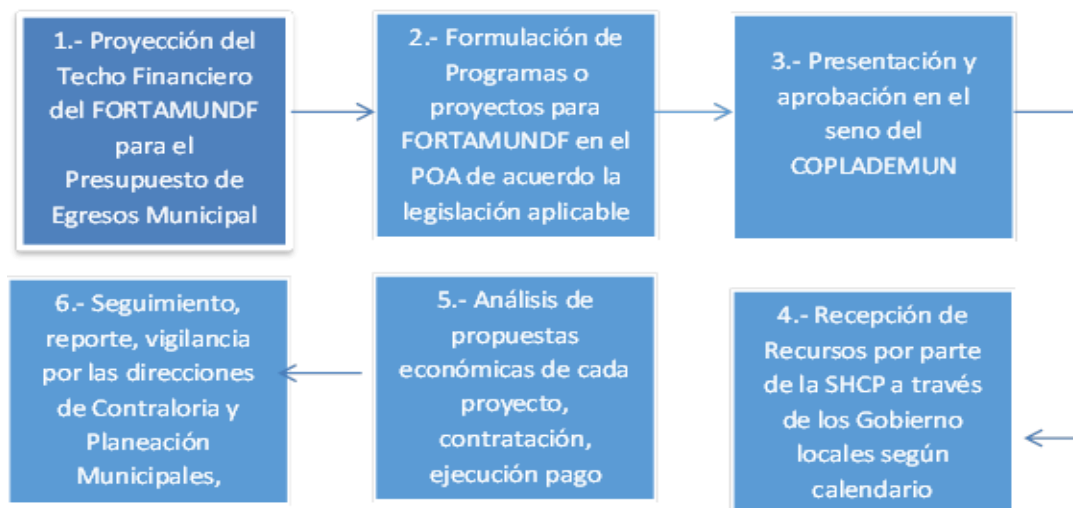 1.- Proyección del
Techo Financiero
del FORTAMUNDF
para el
Presupuesto de
Egresos Municipal
2.- Formulación de
Programas o
proyectos para
FORTAMUNDF en el
POA de acuerdo la
legislación aplicable
3.- Presentación y
aprobación en el
seno del
COPLADEMUN
4.- Recepción de
Recursos por parte
de la SHCP a través
de los Gobierno
locales según
calendario
5.- Análisis de
propuestas
económicas de cada
proyecto,
contratación,
ejecución pago
6.- Seguimiento,
reporte, vigilancia
por las direcciones
de Contraloria y
Planeación
Municipales,